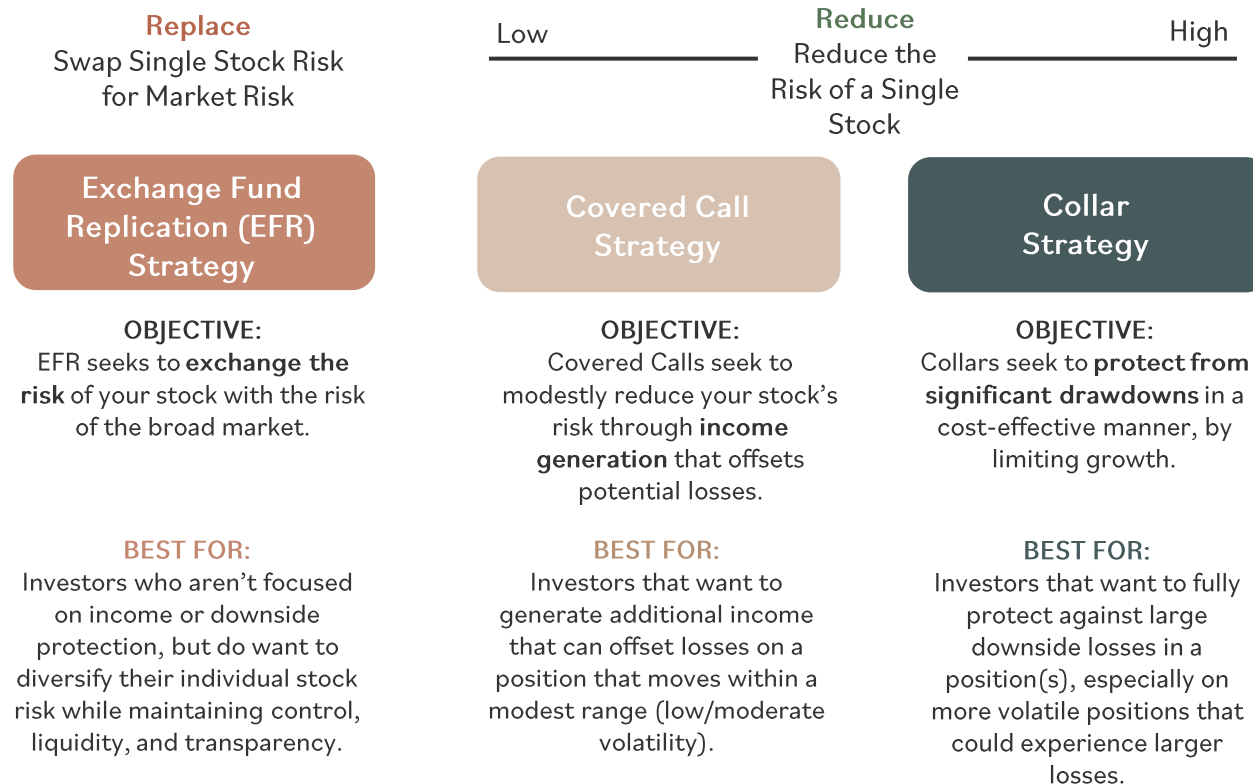 Replace
Swap Single Stock Risk
for Market Risk
Low
Reduce
Reduce the
Risk of a Single
Stock
High
Exchange Fund
Replication (EFR)
Strategy
OBJECTIVE:
EFR seeks to exchange the
risk of your stock with the risk
of the broad market.
BEST FOR:
Investors who aren’t focused
on income or downside
protection, but do want to
diversify their individual stock
risk while maintaining control,
liquidity, and transparency.
Covered Call
Strategy
OBJECTIVE:
Covered Calls seek to
modestly reduce your stock’s
risk through income
generation that offsets
potential losses.
BEST FOR:
Investors that want to
generate additional income
that can offset losses on a
position that moves within a
modest range (low/moderate
volatility).
Collar
Strategy
OBJECTIVE:
Collars seek to protect from
significant drawdowns in a
cost-effective manner, by
limiting growth.
BEST FOR:
Investors that want to fully
protect against large
downside losses in a
position(s), especially on
more volatile positions that
could experience larger
losses.